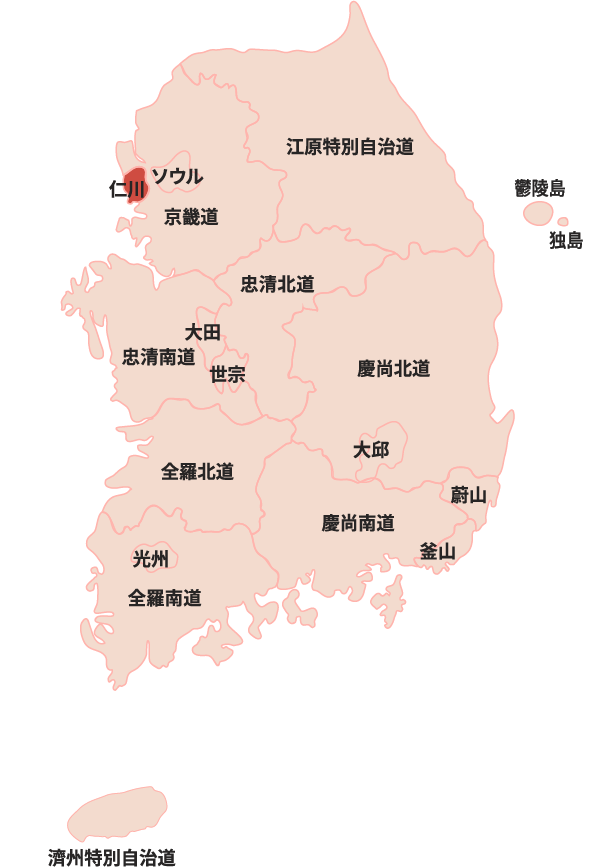 江原特別自治道
ソウル
仁川
鬱陵島
京畿道
独島
忠清北道
大田
忠清南道
世宗
慶尚北道
大邱
全羅北道
蔚山
慶尚南道
釜山
光州
全羅南道
済州特別自治道